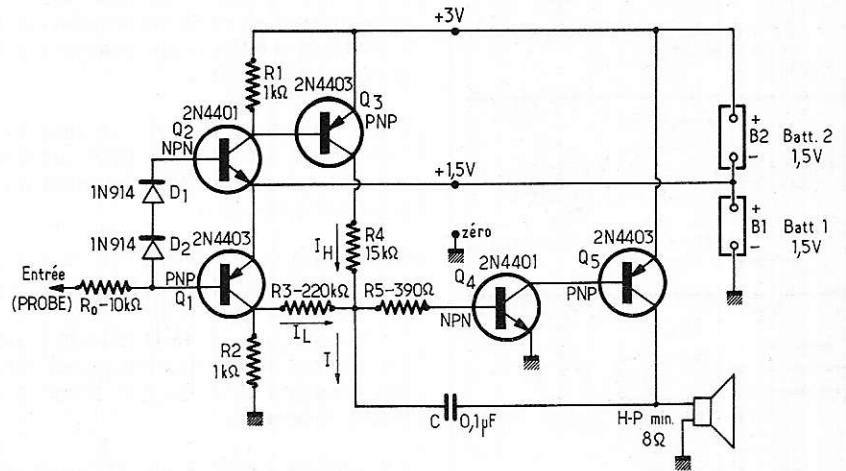 +3V
R1
1kΩ
2N4403
Q3
PNP
2N4401
Q2
NPN
+
B2 Batt. 2
- 1,5V
+1,5V
1N914 D1
+
B1 Batt 1
- 1,5V
zéro
1N914 D2
2N4403
IH
R4
15kΩ
2N4401
Q4
2N4403
Q5
Entrée
(PROBE)
R0-10kΩ
PNP
Q1
R3-220kΩ
R5-390Ω
NPN
PNP
IL
I
R2
1kΩ
C 0,1µF
H-P min.
8Ω